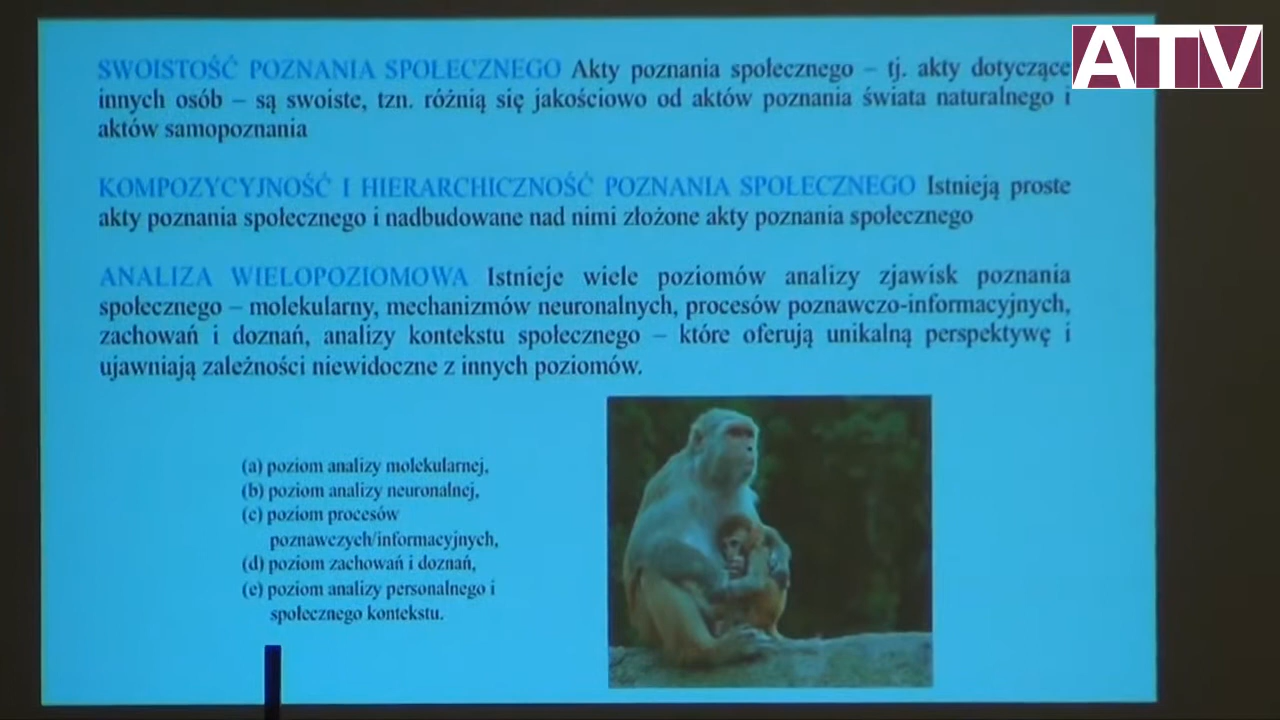 ATV
SWOISTOŚĆ POZNANIA SPOŁECZNEGO Akty poznania społecznego – tj. akty dotyczące
innych osób – są swoiste, tzn. różnią się jakościowo od aktów poznania świata naturalnego i
aktów samopoznania
KOMPOZYCYJNOŚĆ I HIERARCHICZNOŚĆ POZNANIA SPOŁECZNEGO Istnieją proste
akty poznania społecznego i nadbudowane nad nimi złożone akty poznania społecznego
ANALIZA WIELOPOZIOMOWA Istnieje wiele poziomów analizy zjawisk poznania
społecznego – molekularny, mechanizmów neuronalnych, procesów poznawczo-informacyjnych,
zachowań i doznań, analizy kontekstu społecznego – które oferują unikalną perspektywę i
ujawniają zależności niewidoczne z innych poziomów.
(a) poziom analizy molekularnej,
(b) poziom analizy neuronalnej,
(c) poziom procesów
poznawczych/informacyjnych,
(d) poziom zachowań i doznań,
(e) poziom analizy personalnego i
społecznego kontekstu.